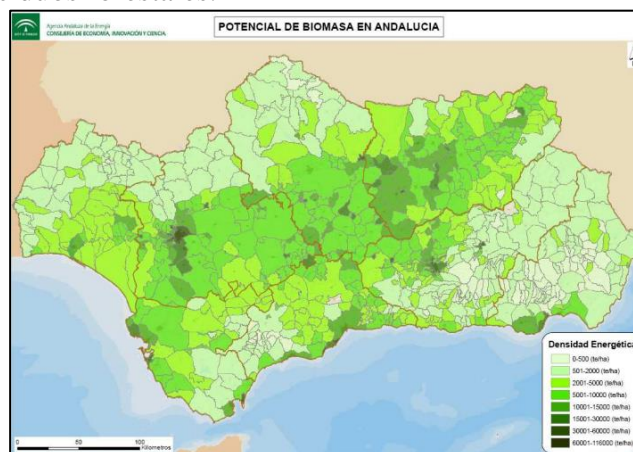 Agencia Andaluza de la Energía
CONSEJERÍA DE ECONOMÍA, INNOVACIÓN Y CIENCIA
POTENCIAL DE BIOMASA EN ANDALUCIA
Densidad Energética
0-500 (te/ha)
501-2000 (te/ha)
2001-5000 (te/ha)
5001-10000 (te/ha)
10001-15000 (te/ha)
15001-30000 (te/ha)
30001-60000 (te/ha)
60001-116000 (te/ha)
0 50 100
Kilometros